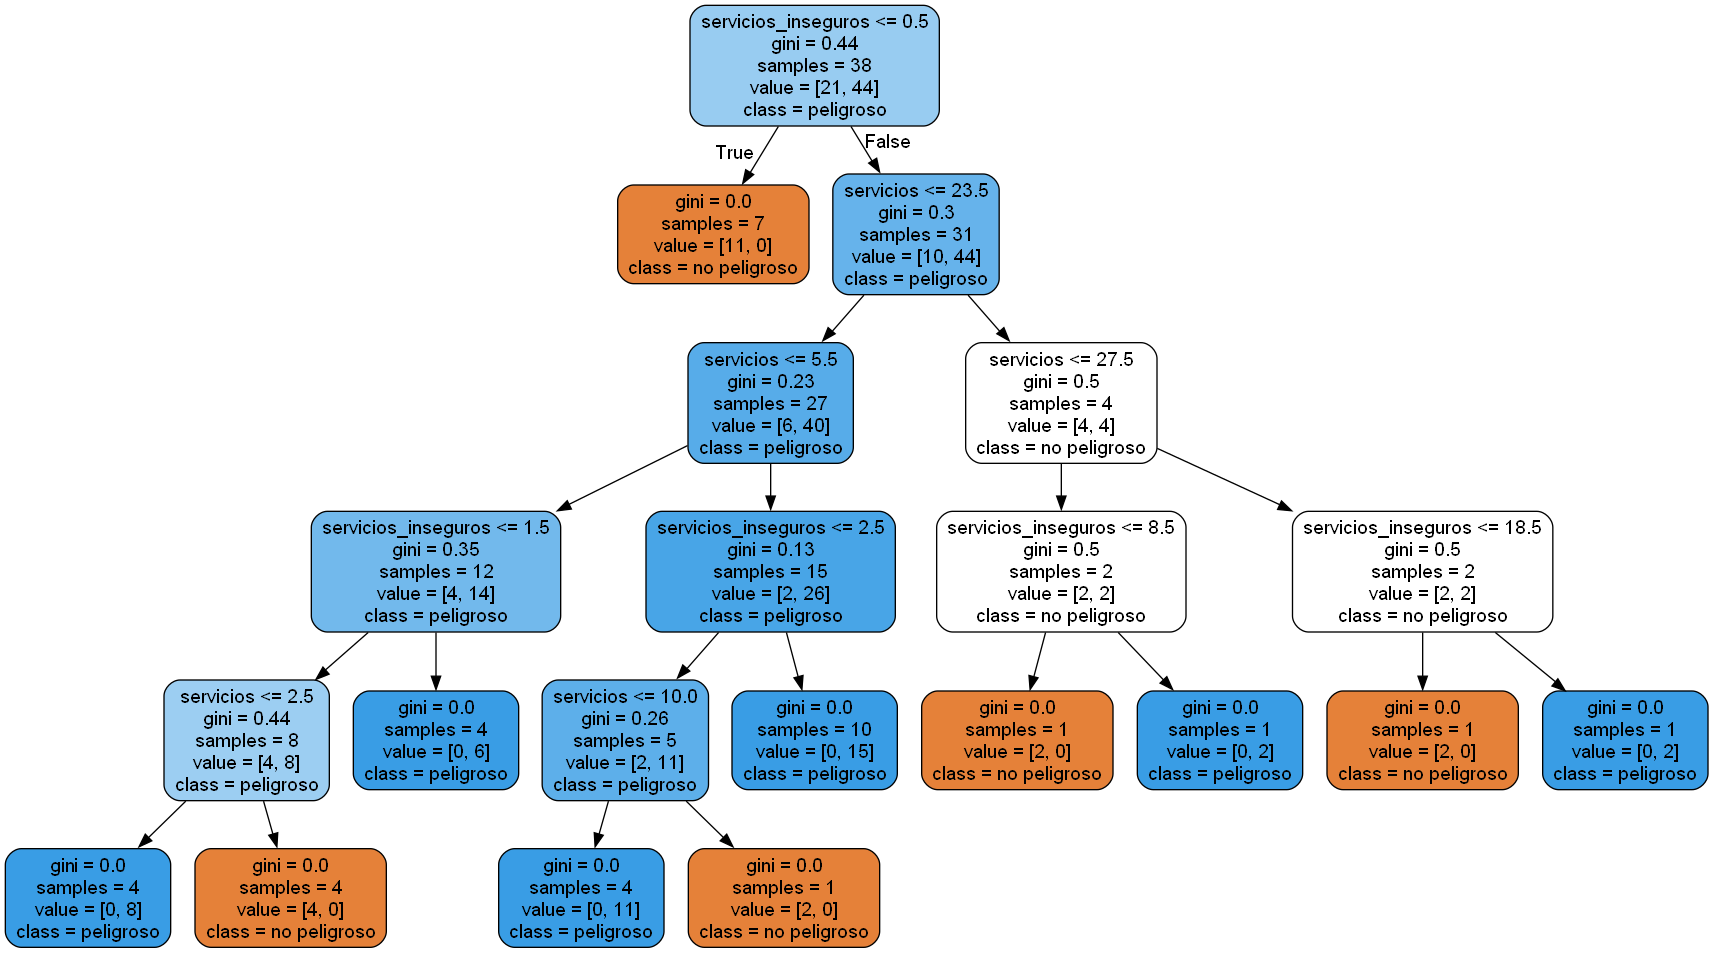 servicios_inseguros <= 0.5
gini = 0.44
samples = 38
value = [21, 44]
class = peligroso
True
False
gini = 0.0
samples = 7
value = [11, 0]
class = no peligroso
servicios <= 23.5
gini = 0.3
samples = 31
value = [10, 44]
class = peligroso
servicios <= 5.5
gini = 0.23
samples = 27
value = [6, 40]
class = peligroso
servicios <= 27.5
gini = 0.5
samples = 4
value = [4, 4]
class = no peligroso
servicios_inseguros <= 1.5
gini = 0.35
samples = 12
value = [4, 14]
class = peligroso
servicios_inseguros <= 2.5
gini = 0.13
samples = 15
value = [2, 26]
class = peligroso
servicios_inseguros <= 8.5
gini = 0.5
samples = 2
value = [2, 2]
class = no peligroso
servicios_inseguros <= 18.5
gini = 0.5
samples = 2
value = [2, 2]
class = no peligroso
servicios <= 2.5
gini = 0.44
samples = 8
value = [4, 8]
class = peligroso
gini = 0.0
samples = 4
value = [0, 6]
class = peligroso
servicios <= 10.0
gini = 0.26
samples = 5
value = [2, 11]
class = peligroso
gini = 0.0
samples = 10
value = [0, 15]
class = peligroso
gini = 0.0
samples = 1
value = [2, 0]
class = no peligroso
gini = 0.0
samples = 1
value = [0, 2]
class = peligroso
gini = 0.0
samples = 1
value = [2, 0]
class = no peligroso
gini = 0.0
samples = 1
value = [0, 2]
class = peligroso
gini = 0.0
samples = 4
value = [0, 8]
class = peligroso
gini = 0.0
samples = 4
value = [4, 0]
class = no peligroso
gini = 0.0
samples = 4
value = [0, 11]
class = peligroso
gini = 0.0
samples = 1
value = [2, 0]
class = no peligroso